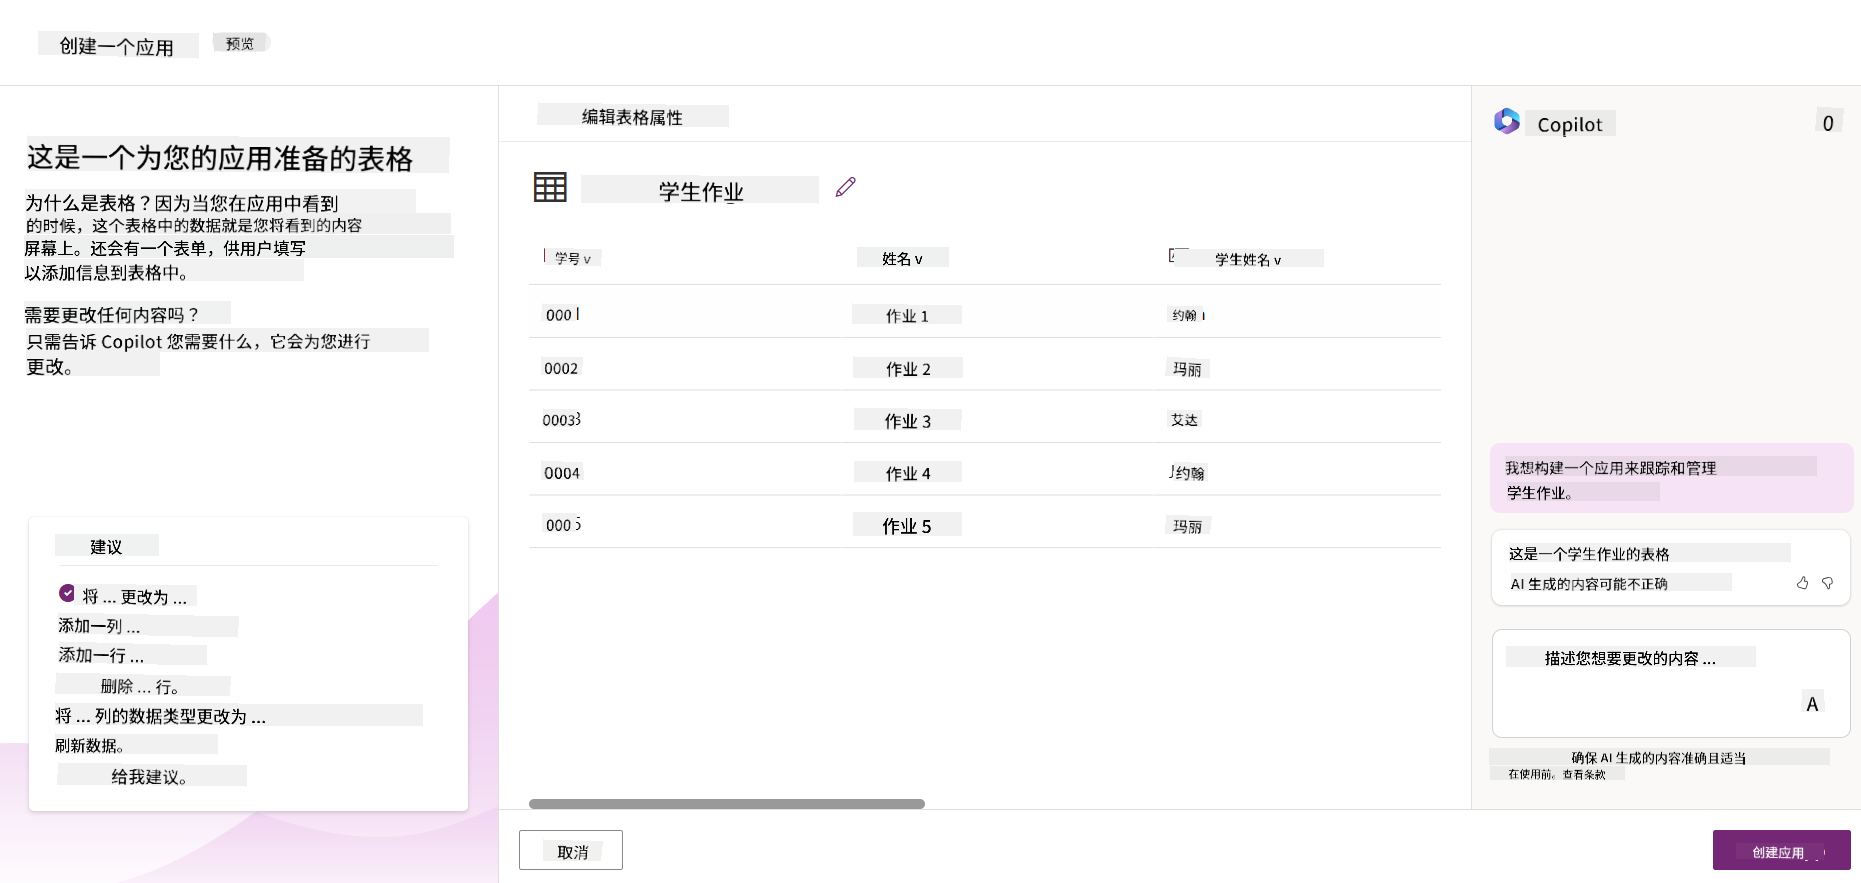 创建一个应用
预览
这是一个为您的应用准备的表格
为什么是表格？因为当您在应用中看到
的时候，这个表格中的数据就是您将看到的内容
屏幕上。还会有一个表单，供用户填写
以添加信息到表格中。
需要更改任何内容吗？
只需告诉 Copilot 您需要什么，它会为您进行
更改。
建议
将 ... 更改为 ...
添加一列 ...
添加一行 ...
删除 ... 行。
将 ... 列的数据类型更改为 ...
刷新数据。
给我建议。
编辑表格属性
学生作业
学号 v 姓名 v 学生姓名 v
000 作业 1 约翰
0002 作业 2 玛丽
0003 作业 3 艾达
0004 作业 4 约翰
000 作业 5 玛丽
取消
Copilot
0
我想构建一个应用来跟踪和管理
学生作业。
这是一个学生作业的表格
AI 生成的内容可能不正确
描述您想要更改的内容 ...
A
确保 AI 生成的内容准确且适当
在使用前。查看条款
创建应用